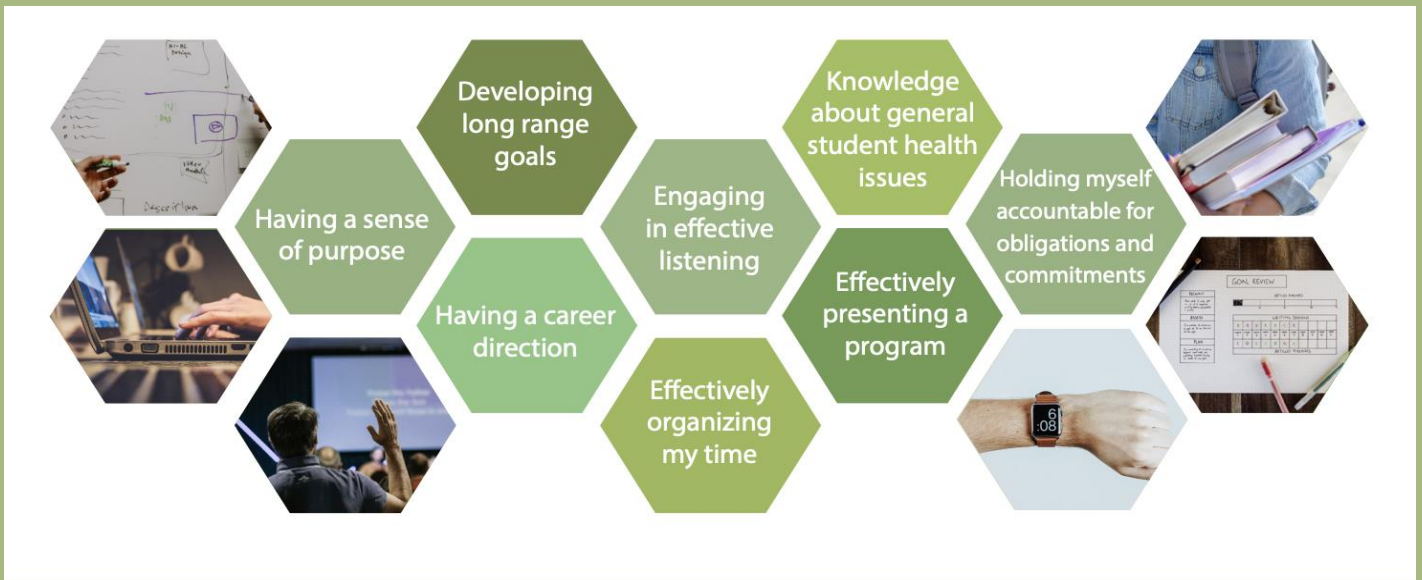 Having a sense
of purpose
Developing
long range
goals
Having a career
direction
Engaging
in effective
listening
Effectively
organizing
my time
Knowledge
about general
student health
issues
Effectively
presenting a
program
Holding myself
accountable for
obligations and
commitments
GOAL REVIEW
6
:08